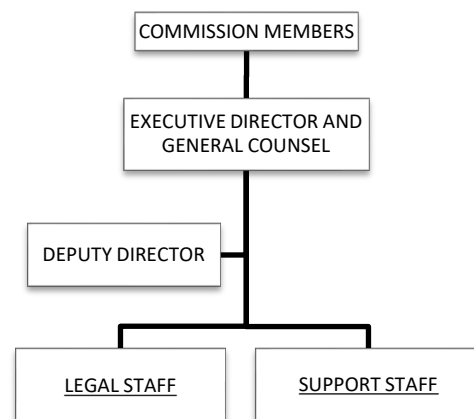 COMMISSION MEMBERS
EXECUTIVE DIRECTOR AND
GENERAL COUNSEL
DEPUTY DIRECTOR
LEGAL STAFF
SUPPORT STAFF